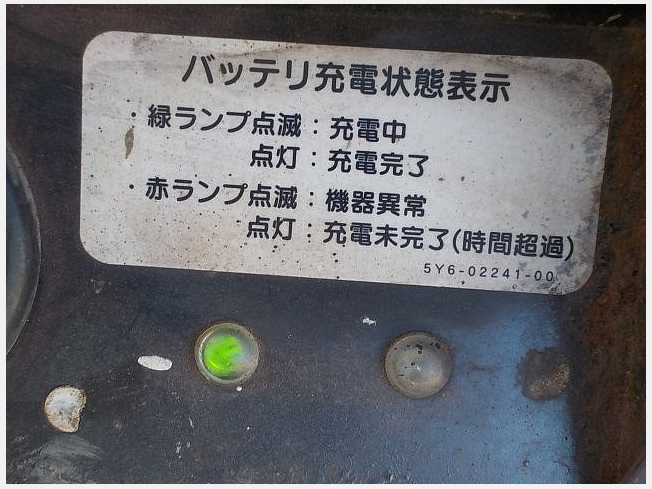 バッテリ充電状態表示
・緑ランプ点滅：充電中
点灯：充電完了
・赤ランプ点滅：機器異常
点灯：充電未完了(時間超過)
5Y6-02241-00